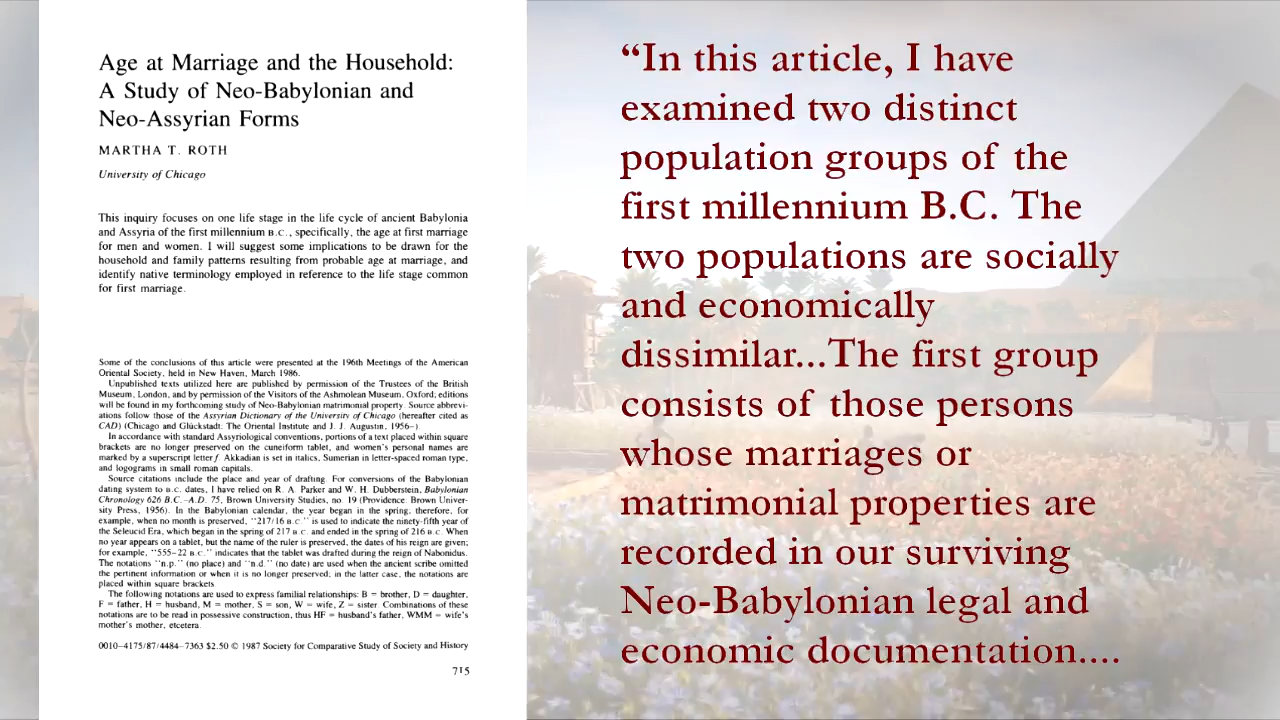 Age at Marriage and the Household:
A Study of Neo-Babylonian and
Neo-Assyrian Forms
MARTHA T. ROTH
University of Chicago
This inquiry focuses on one life stage in the life cycle of ancient Babylonia
and Assyria of the first millennium B.C., specifically, the age at first marriage
for men and women. I will suggest some implications to be drawn for the
household and family patterns resulting from probable age at marriage, and
identify native terminology employed in reference to the life stage common
for first marriage.
Some of the conclusions of this article were presented at the 196th Meetings of the American
Oriental Society, held in New Haven, March 1986.
Unpublished texts utilized here are published by permission of the Trustees of the British
Museum, London, and by permission of the Visitors of the Ashmolean Museum, Oxford; editions
will be found in my forthcoming study of Neo-Babylonian matrimonial property. Source abbrevi-
ations follow those of the Assyrian Dictionary of the University of Chicago (hereafter cited as
CAD) (Chicago and Glückstadt: The Oriental Institute and J. J. Augustin, 1956–).
In accordance with standard Assyriological conventions, portions of a text placed within square
brackets are no longer preserved on the cuneiform tablet, and women's personal names are
marked by a superscript letter f. Akkadian is set in italics, Sumerian in letter-spaced roman type,
and logograms in small roman capitals.
Source citations include the place and year of drafting. For conversions of the Babylonian
dating system to B.C. dates, I have relied on R. A. Parker and W. H. Dubberstein, Babylonian
Chronology 626 B.C.–A.D. 75, Brown University Studies, no. 19 (Providence: Brown Univer-
sity Press, 1956). In the Babylonian calendar, the year began in the spring; therefore, for
example, when no month is preserved, "217/16 B.C." is used to indicate the ninety-fifth year of
the Seleucid Era, which began in the spring of 217 B.C. and ended in the spring of 216 B.C. When
no year appears on a tablet, but the name of the ruler is preserved, the dates of his reign are given;
for example, "555–22 B.C." indicates that the tablet was drafted during the reign of Nabonidus.
The notations "n.p." (no place) and "n.d." (no date) are used when the ancient scribe omitted
the pertinent information or when it is no longer preserved; in the latter case, the notations are
placed within square brackets.
The following notations are used to express familial relationships: B = brother, D = daughter,
F = father, H = husband, M = mother, S = son, W = wife, Z = sister. Combinations of these
notations are to be read in possessive construction, thus HF = husband's father, WMM = wife's
mother's mother, etcetera.
0010-4175/87/4484-7363 $2.50 © 1987 Society for Comparative Study of Society and History
715
“In this article, I have
examined two distinct
population groups of the
first millennium B.C. The
two populations are socially
and economically
dissimilar...The first group
consists of those persons
whose marriages or
matrimonial properties are
recorded in our surviving
Neo-Babylonian legal and
economic documentation....